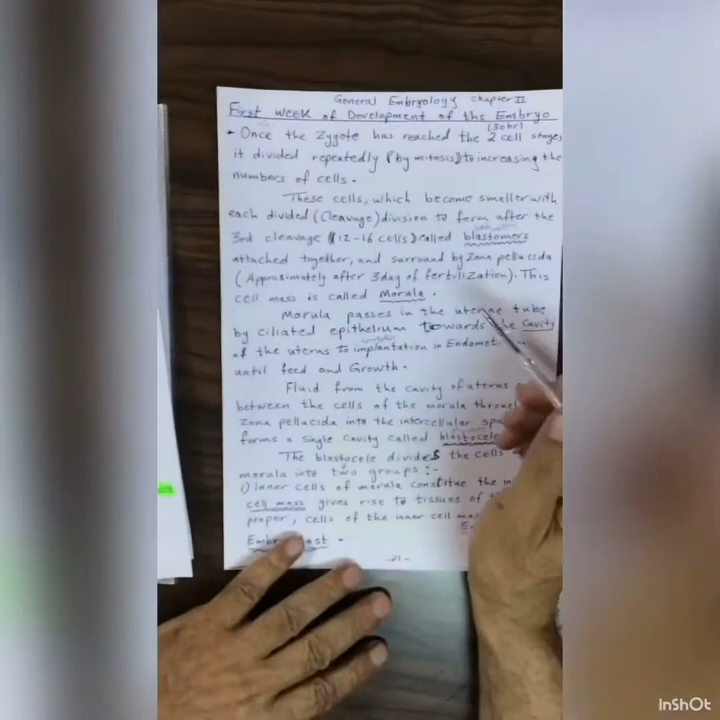 General Embryology Chapter II
First week of Development of the Embryo
(30hr)
Once the Zygote has reached the 2 cell stage,
it divided repeatedly (by mitosis) to increasing the
numbers of cells.
These cells, which become smaller with
each divided (Cleavage) division to form after the
3rd cleavage (12-16 cells) called blastomers
attached together, and surround by Zona pellucida
(Approximately after 3day of fertilization). This
cell mass is called Morula.
Morula passes in the uterine tube
by ciliated epithelium towards the Cavity
of the uterus to implantation in
until feed and Growth.
Fluid from the cavity of uterus
between the cells of the morula
Zona pellucida into the intercellular
forms a single cavity called blastocele
The blastocele divides the cells
morula into two groups :-
1) Inner cells of morula constitue the
cell mass gives rise to tissues of
proper, cells of the inner cell
-21-
InShOt